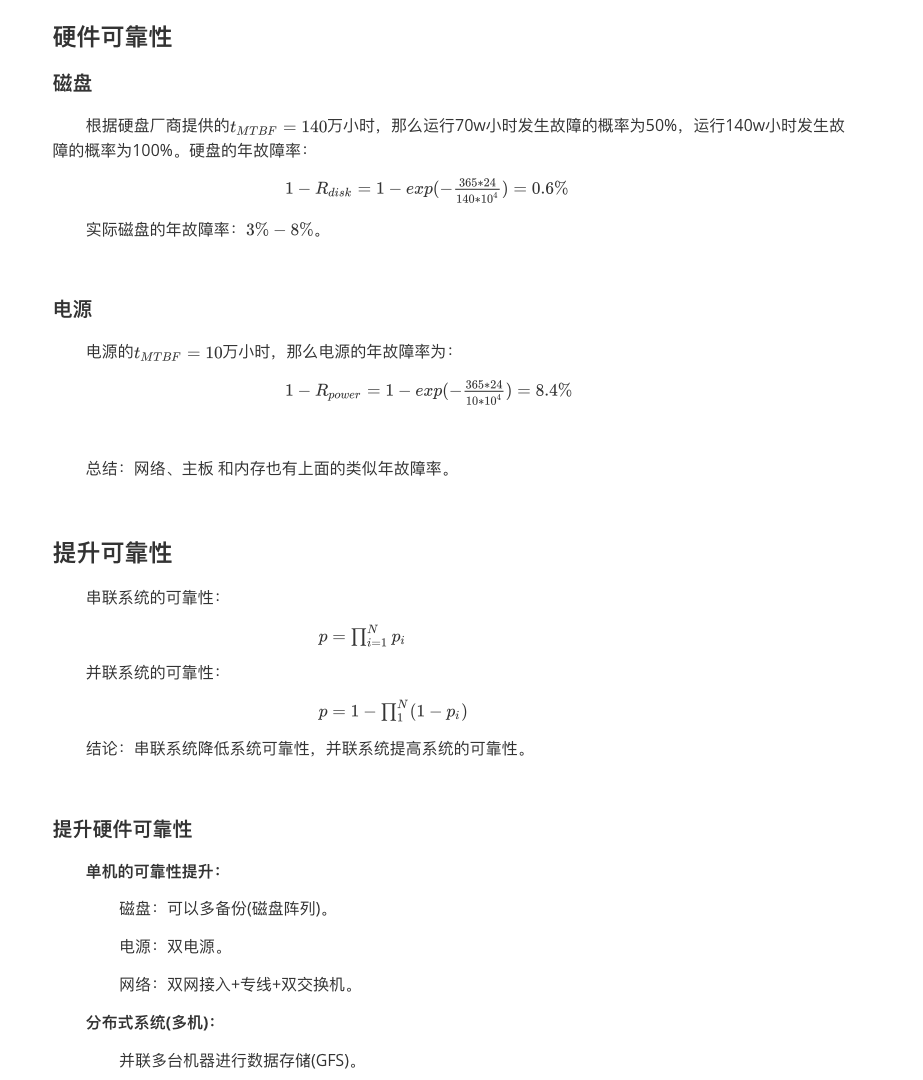 硬件可靠性
磁盘
根据硬盘厂商提供的t_{MTBF} = 140万小时，那么运行70w小时发生故障的概率为50%，运行140w小时发生故
障的概率为100%。硬盘的年故障率：
1 − R_{disk} = 1 − exp(−\frac{365*24}{140*10^4}) = 0.6%
实际磁盘的年故障率：3% − 8%。
电源
电源的t_{MTBF} = 10万小时，那么电源的年故障率为：
1 − R_{power} = 1 − exp(−\frac{365*24}{10*10^4}) = 8.4%
总结：网络、主板 和内存也有上面的类似年故障率。
提升可靠性
串联系统的可靠性：
p = ∏_{i=1}^{N} p_i
并联系统的可靠性：
p = 1 − ∏_{1}^{N}(1 − p_i)
结论：串联系统降低系统可靠性，并联系统提高系统的可靠性。
提升硬件可靠性
单机的可靠性提升：
磁盘：可以多备份(磁盘阵列)。
电源：双电源。
网络：双网接入+专线+双交换机。
分布式系统(多机)：
并联多台机器进行数据存储(GFS)。